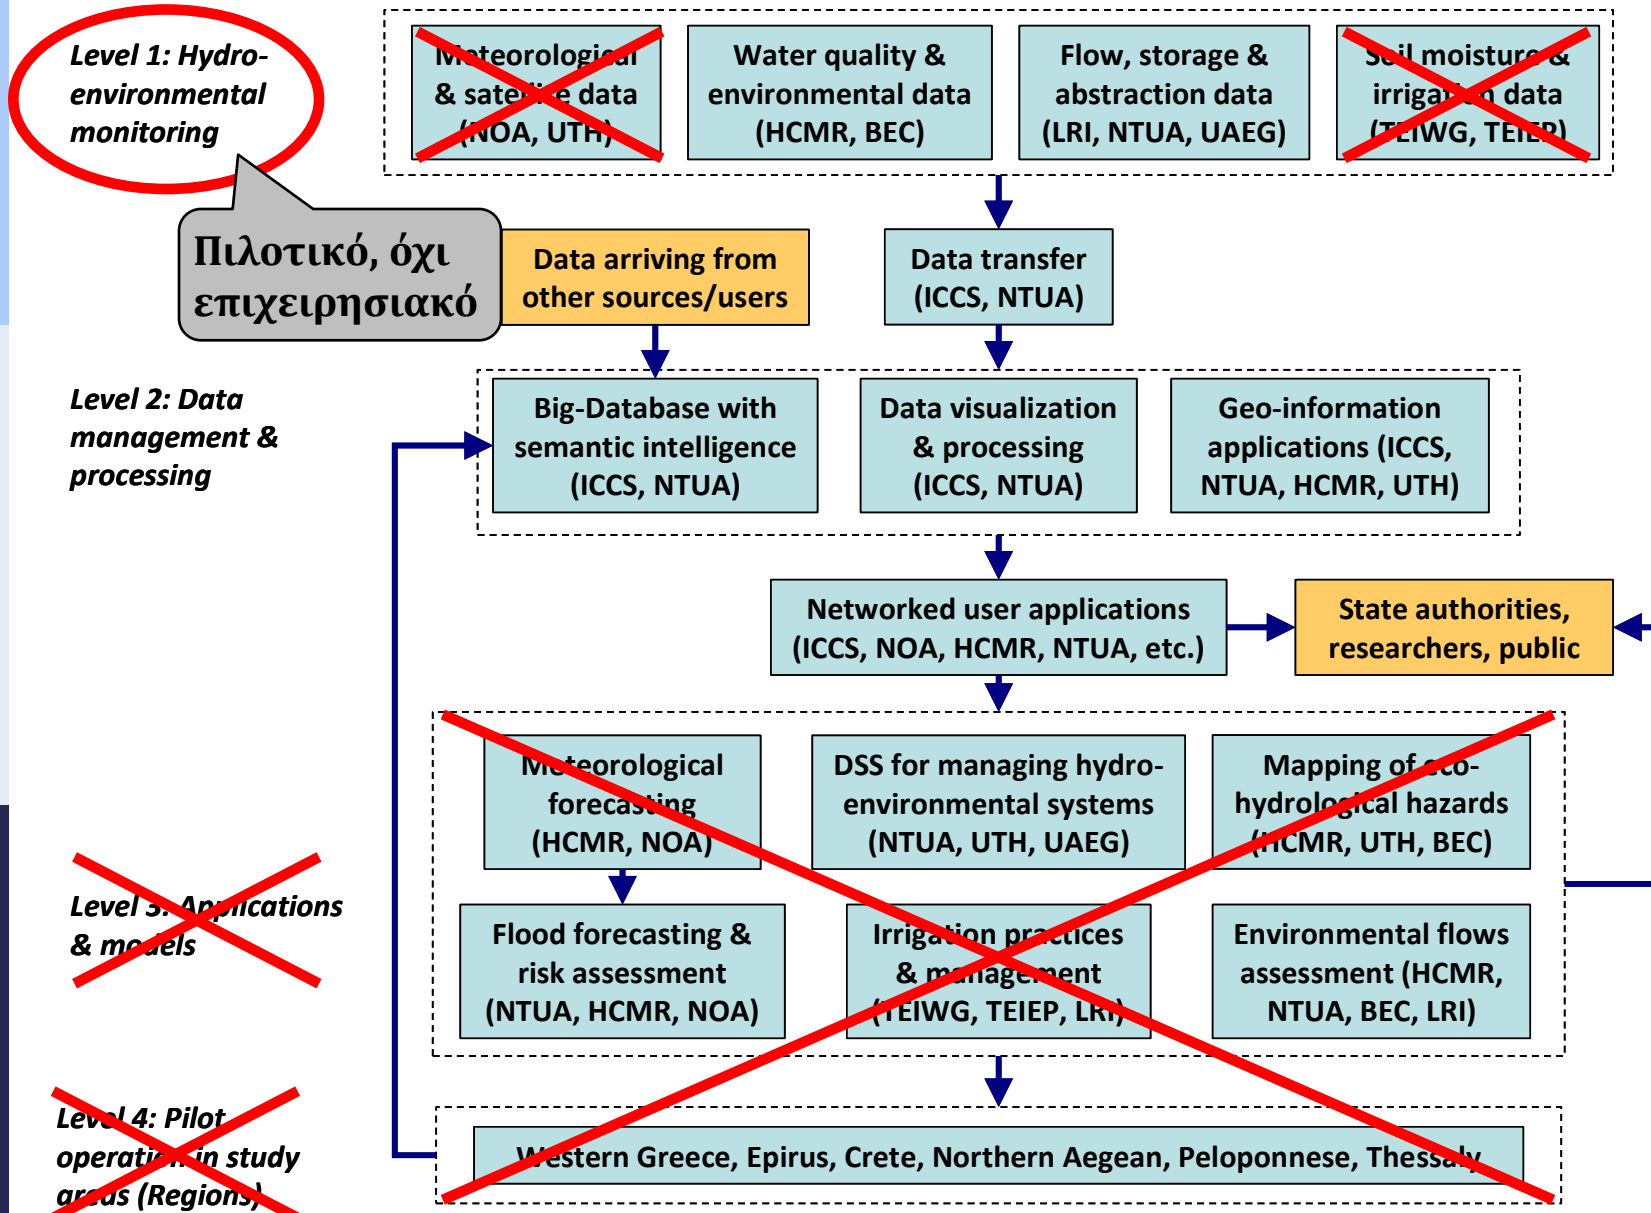 Level 1: Hydro-
environmental
monitoring
Meteorological
& satellite data
(NOA, UTH)
Water quality &
environmental data
(HCMR, BEC)
Flow, storage &
abstraction data
(LRI, NTUA, UAEG)
Soil moisture &
irrigation data
(TEIWG, TEIEP)
Πιλοτικό, όχι
επιχειρησιακό
Data arriving from
other sources/users
Data transfer
(ICCS, NTUA)
Level 2: Data
management &
processing
Big-Database with
semantic intelligence
(ICCS, NTUA)
Data visualization
& processing
(ICCS, NTUA)
Geo-information
applications (ICCS,
NTUA, HCMR, UTH)
Networked user applications
(ICCS, NOA, HCMR, NTUA, etc.)
State authorities,
researchers, public
Level 3: Applications
& models
Meteorological
forecasting
(HCMR, NOA)
DSS for managing hydro-
environmental systems
(NTUA, UTH, UAEG)
Mapping of eco-
hydrological hazards
(HCMR, UTH, BEC)
Flood forecasting &
risk assessment
(NTUA, HCMR, NOA)
Irrigation practices
& management
(TEIWG, TEIEP, LRI)
Environmental flows
assessment (HCMR,
NTUA, BEC, LRI)
Level 4: Pilot
operation in study
areas (Regions)
Western Greece, Epirus, Crete, Northern Aegean, Peloponnese, Thessaly